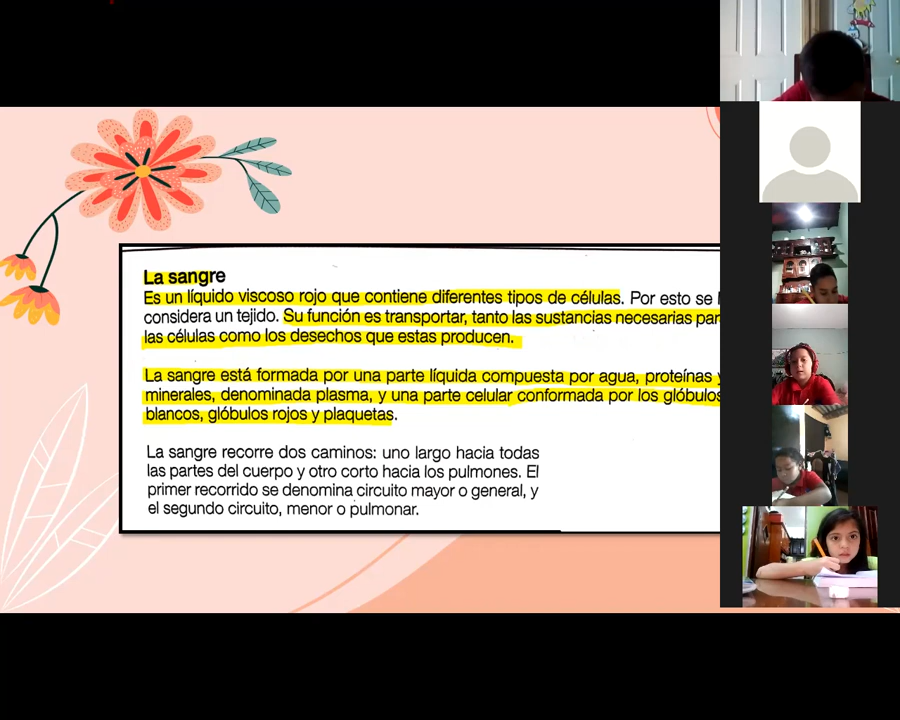 La sangre
Es un líquido viscoso rojo que contiene diferentes tipos de células. Por esto se
considera un tejido. Su función es transportar, tanto las sustancias necesarias par
las células como los desechos que estas producen.
La sangre está formada por una parte líquida compuesta por agua, proteínas y
minerales, denominada plasma, y una parte celular conformada por los glóbulos
blancos, glóbulos rojos y plaquetas.
La sangre recorre dos caminos: uno largo hacia todas
las partes del cuerpo y otro corto hacia los pulmones. El
primer recorrido se denomina circuito mayor o general, y
el segundo circuito, menor o pulmonar.